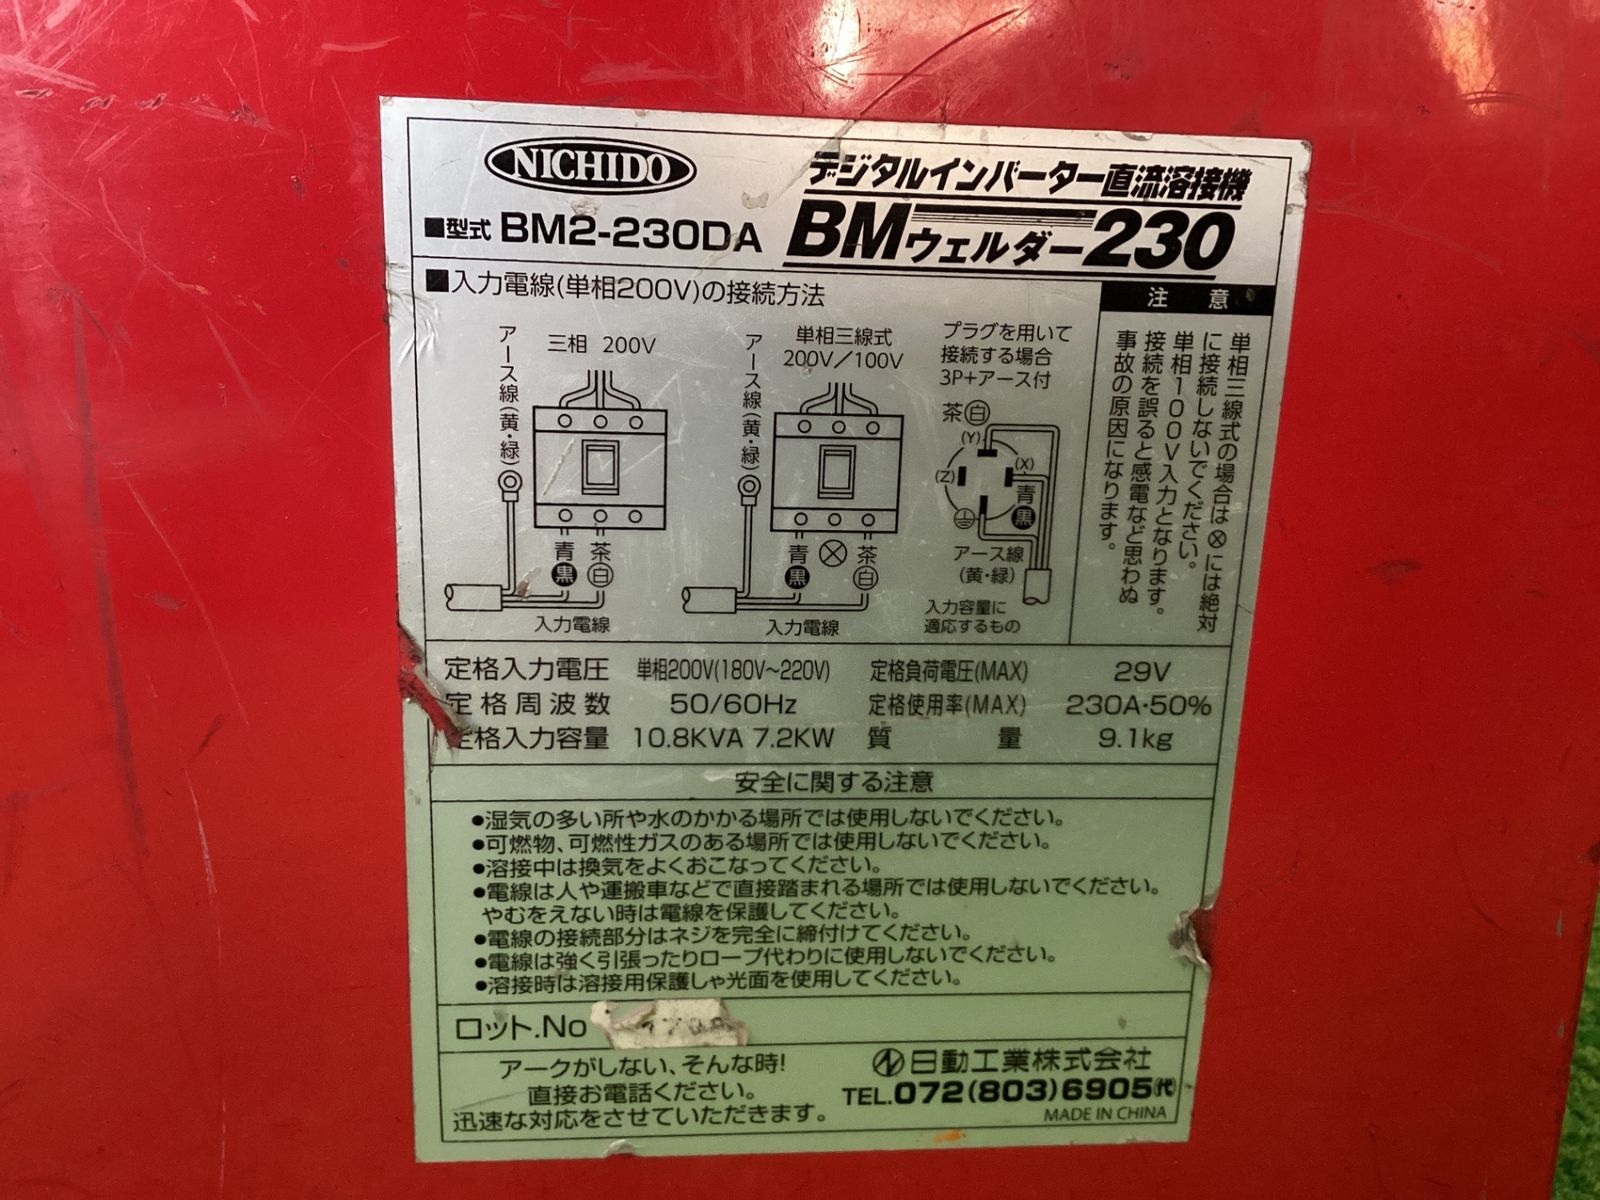 NICHIDO
デジタルインバーター直流溶接機
■型式 BM2-230DA
BMウェルダー230
■入力電線(単相200V)の接続方法
アース線(黄・緑)
三相 200V
青 茶
黒 白
入力電線
アース線(黄・緑)
単相三線式
200V/100V
青 ⊗ 茶
黒 白
入力電線
プラグを用いて
接続する場合
3P+アース付
茶 白
(Y)
(Z)
(X)
青
黒
アース線
(黄・緑)
入力容量に
適応するもの
注 意
単相三線式の場合は⊗には絶対
に接続しないでください。
単相100V入力となります。
接続を誤ると感電など思わぬ
事故の原因になります。
定格入力電圧 単相200V(180V~220V) 定格負荷電圧(MAX) 29V
定格周波数 50/60Hz 定格使用率(MAX) 230A・50%
定格入力容量 10.8KVA 7.2KW 質 量 9.1kg
安全に関する注意
●湿気の多い所や水のかかる場所では使用しないでください。
●可燃物、可燃性ガスのある場所では使用しないでください。
●溶接中は換気をよくおこなってください。
●電線は人や運搬車などで直接踏まれる場所では使用しないでください。
やむをえない時は電線を保護してください。
●電線の接続部分はネジを完全に締付けてください。
●電線は強く引張ったりロープ代わりに使用しないでください。
●溶接時は溶接用保護しゃ光面を使用してください。
ロット.No
アークがしない、そんな時!
直接お電話ください。
迅速な対応をさせていただきます。
日動工業株式会社
TEL.072(803)6905(代)
MADE IN CHINA